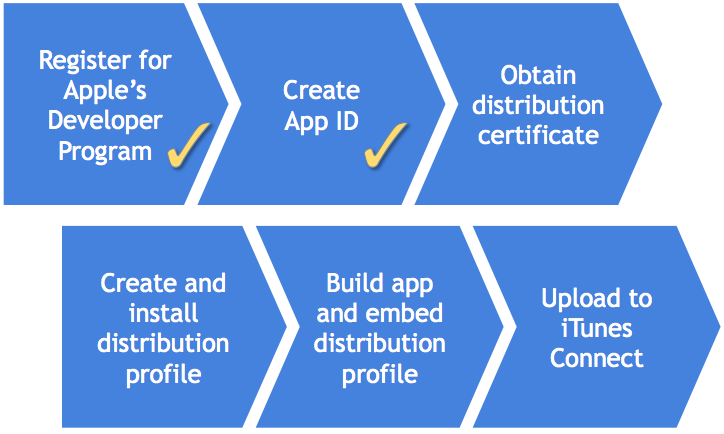 Register for
Apple’s
Developer
Program
Create
App ID
Obtain
distribution
certificate
Create and
install
distribution
profile
Build app
and embed
distribution
profile
Upload to
iTunes
Connect